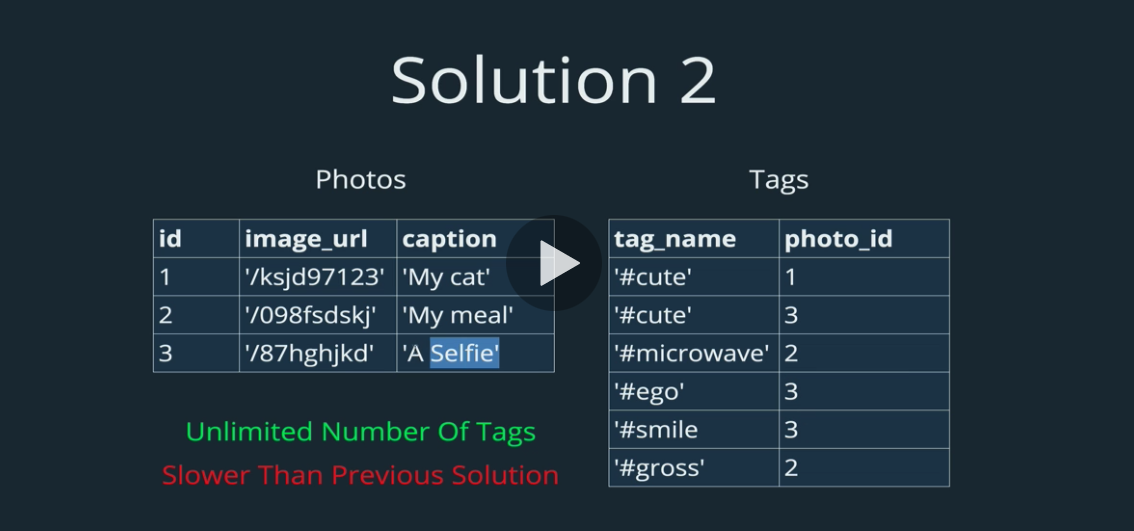 Solution 2
Photos
id image_url caption
1 '/ksjd97123' 'My cat'
2 '/098fsdskj' 'My meal'
3 '/87hghjkd' 'A Selfie'
Unlimited Number Of Tags
Slower Than Previous Solution
Tags
tag_name photo_id
'#cute' 1
'#cute' 3
'#microwave' 2
'#ego' 3
'#smile 3
'#gross' 2